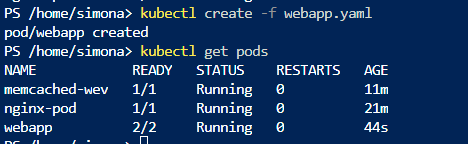 PS /home/simona> kubectl create -f webapp.yaml
pod/webapp created
PS /home/simona> kubectl get pods
NAME READY STATUS RESTARTS AGE
memcached-wev 1/1 Running 0 11m
nginx-pod 1/1 Running 0 21m
webapp 2/2 Running 0 44s
PS /home/simona>